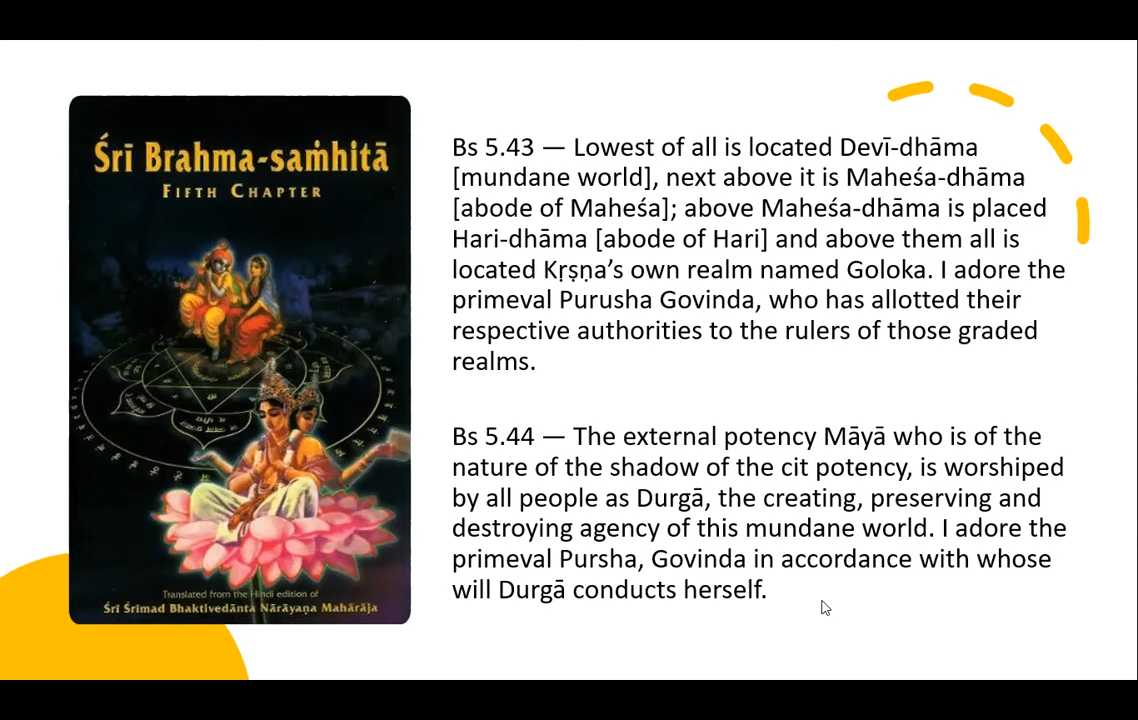 Śrī Brahma-saṁhitā
FIFTH CHAPTER
Translated from the Hindi edition of
Śrī Śrīmad Bhaktivedānta Nārāyaṇa Mahārāja
Bs 5.43 — Lowest of all is located Devī-dhāma
[mundane world], next above it is Maheśa-dhāma
[abode of Maheśa]; above Maheśa-dhāma is placed
Hari-dhāma [abode of Hari] and above them all is
located Kṛṣṇa’s own realm named Goloka. I adore the
primeval Purusha Govinda, who has allotted their
respective authorities to the rulers of those graded
realms.
Bs 5.44 — The external potency Māyā who is of the
nature of the shadow of the cit potency, is worshiped
by all people as Durgā, the creating, preserving and
destroying agency of this mundane world. I adore the
primeval Pursha, Govinda in accordance with whose
will Durgā conducts herself.